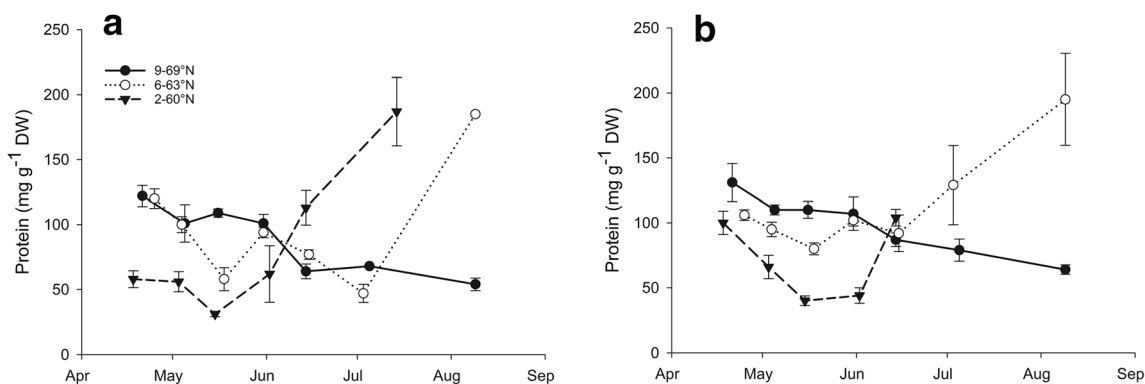 a
250
200
150
100
50
0
Protein (mg g-1 DW)
9-69°N
6-63°N
2-60°N
Apr May Jun Jul Aug Sep
b
250
200
150
100
50
0
Protein (mg g-1 DW)
Apr May Jun Jul Aug Sep